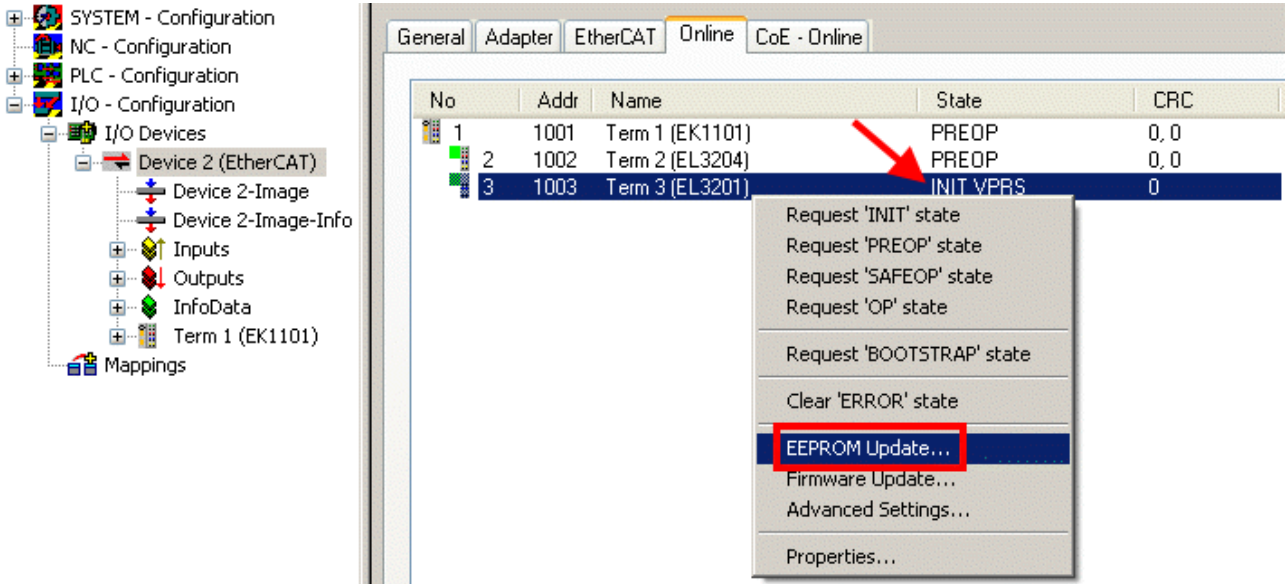 SYSTEM - Configuration
NC - Configuration
PLC - Configuration
I/O - Configuration
I/O Devices
Device 2 (EtherCAT)
Device 2-Image
Device 2-Image-Info
Inputs
Outputs
InfoData
Term 1 (EK1101)
Mappings
General Adapter EtherCAT Online CoE - Online
No Addr Name State CRC
1 1001 Term 1 (EK1101) PREOP 0, 0
2 1002 Term 2 (EL3204) PREOP 0, 0
3 1003 Term 3 (EL3201) INIT VPRS 0
Request 'INIT' state
Request 'PREOP' state
Request 'SAFEOP' state
Request 'OP' state
Request 'BOOTSTRAP' state
Clear 'ERROR' state
EEPROM Update...
Firmware Update...
Advanced Settings...
Properties...